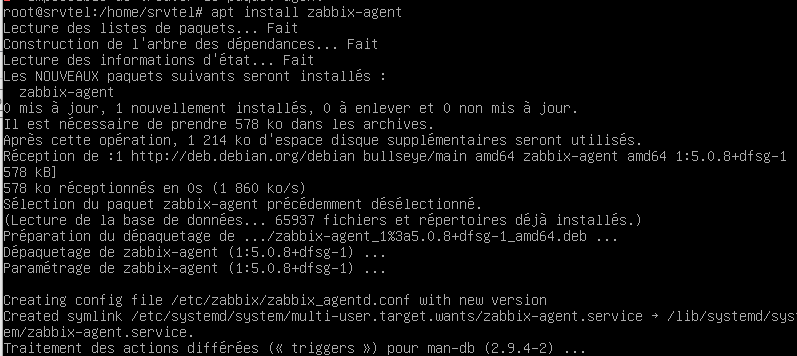 root@srvtel:/home/srvtel# apt install zabbix-agent
Lecture des listes de paquets... Fait
Construction de l'arbre des dépendances... Fait
Lecture des informations d'état... Fait
Les NOUVEAUX paquets suivants seront installés :
  zabbix-agent
0 mis à jour, 1 nouvellement installés, 0 à enlever et 0 non mis à jour.
Il est nécessaire de prendre 578 ko dans les archives.
Après cette opération, 1 214 ko d'espace disque supplémentaires seront utilisés.
Réception de :1 http://deb.debian.org/debian bullseye/main amd64 zabbix-agent amd64 1:5.0.8+dfsg-1
578 kB]
578 ko réceptionnés en 0s (1 860 ko/s)
Sélection du paquet zabbix-agent précédemment désélectionné.
(Lecture de la base de données... 65937 fichiers et répertoires déjà installés.)
Préparation du dépaquetage de .../zabbix-agent_1%3a5.0.8+dfsg-1_amd64.deb ...
Dépaquetage de zabbix-agent (1:5.0.8+dfsg-1) ...
Paramétrage de zabbix-agent (1:5.0.8+dfsg-1) ...

Creating config file /etc/zabbix/zabbix_agentd.conf with new version
Created symlink /etc/systemd/system/multi-user.target.wants/zabbix-agent.service → /lib/systemd/syst
em/zabbix-agent.service.
Traitement des actions différées (« triggers ») pour man-db (2.9.4-2) ...